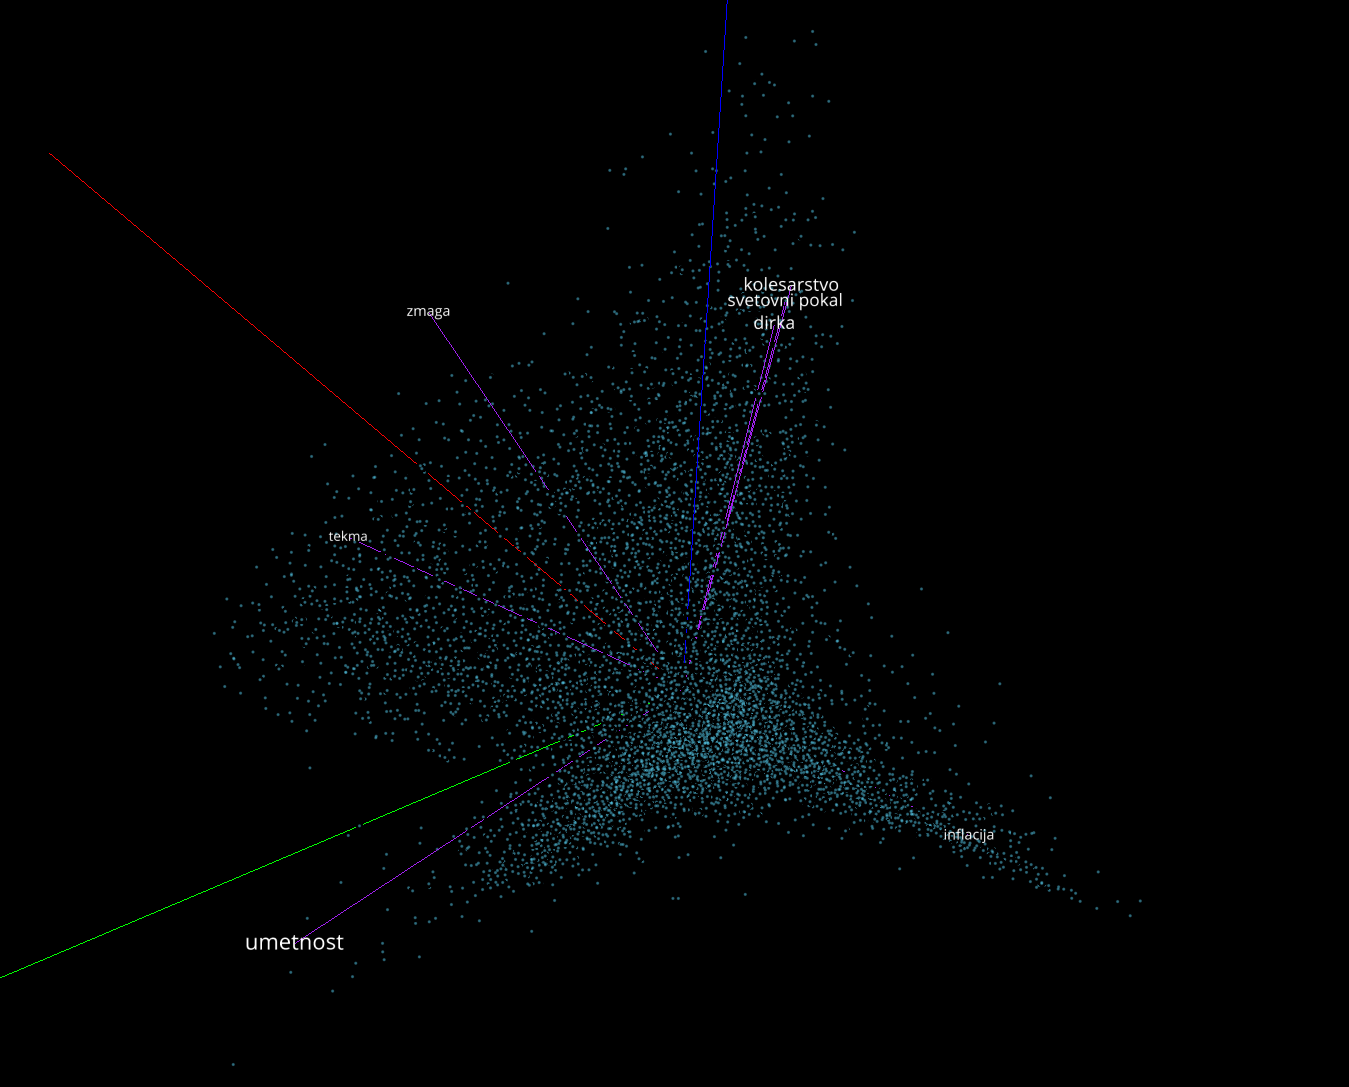 kolesarstvo
svetovni pokal
zmaga
dirka
tekma
inflacija
umetnost